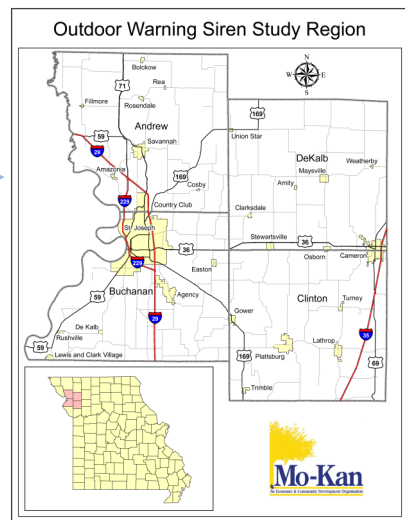 Outdoor Warning Siren Study Region
N
W
E
S
Bolckow
71
Rea
Fillmore
Rosendale
Andrew
59
Savannah
29
Amazonia
169
Union Star
169
DeKalb
Weatherby
Maysville
Amity
229
Cosby
Country Club
Clarksdale
St. Joseph
36
Stewartsville
36
Osborn
Cameron
Easton
229
Buchanan
Agency
Clinton
59
29
Gower
Turney
De Kalb
Rushville
59
Lewis and Clark Village
169
Plattsburg
Lathrop
35
69
Trimble
Mo-Kan
An Economic & Community Development Organization